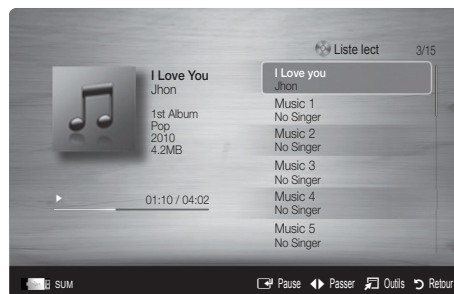 Liste lect 3/15
I Love You
Jhon
1st Album
Pop
2010
4.2MB
01:10 / 04:02
I Love you
Jhon
Music 1
No Singer
Music 2
No Singer
Music 3
No Singer
Music 4
No Singer
Music 5
No Singer
SUM Pause Passer Outils Retour